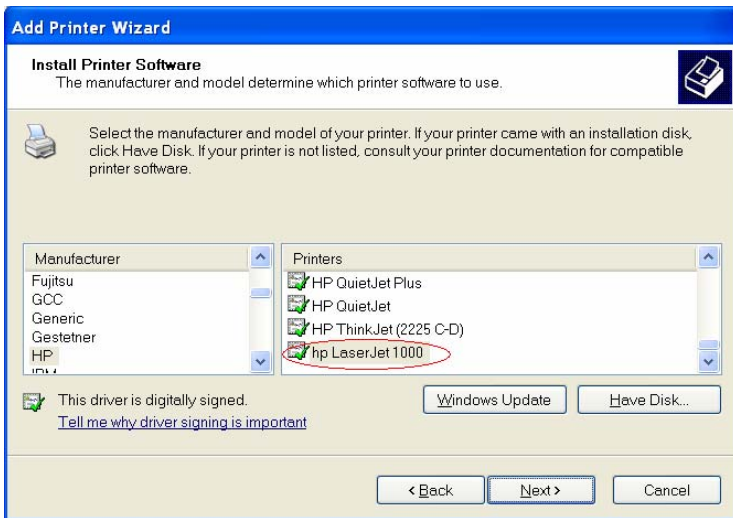 Add Printer Wizard
Install Printer Software
The manufacturer and model determine which printer software to use.
Select the manufacturer and model of your printer. If your printer came with an installation disk,
click Have Disk. If your printer is not listed, consult your printer documentation for compatible
printer software.
Manufacturer
Fujitsu
GCC
Generic
Gestetner
HP
IBM
Printers
HP QuietJet Plus
HP QuietJet
HP ThinkJet (2225 C-D)
hp LaserJet 1000
This driver is digitally signed.
Tell me why driver signing is important
Windows Update
Have Disk...
< Back
Next >
Cancel